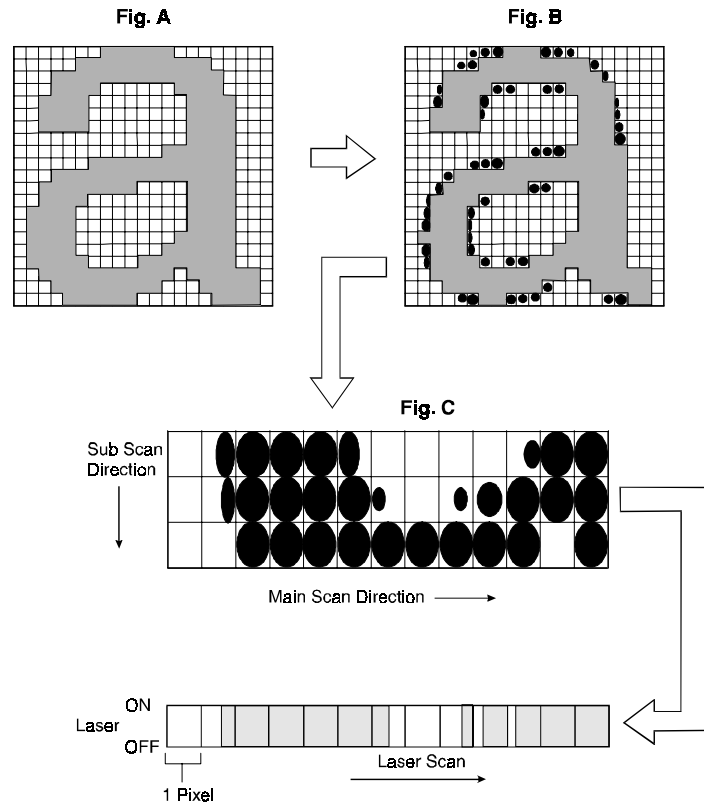 Fig. A
Fig. B
Fig. C
Sub Scan
Direction
Main Scan Direction
ON
Laser
OFF
Laser Scan
1 Pixel